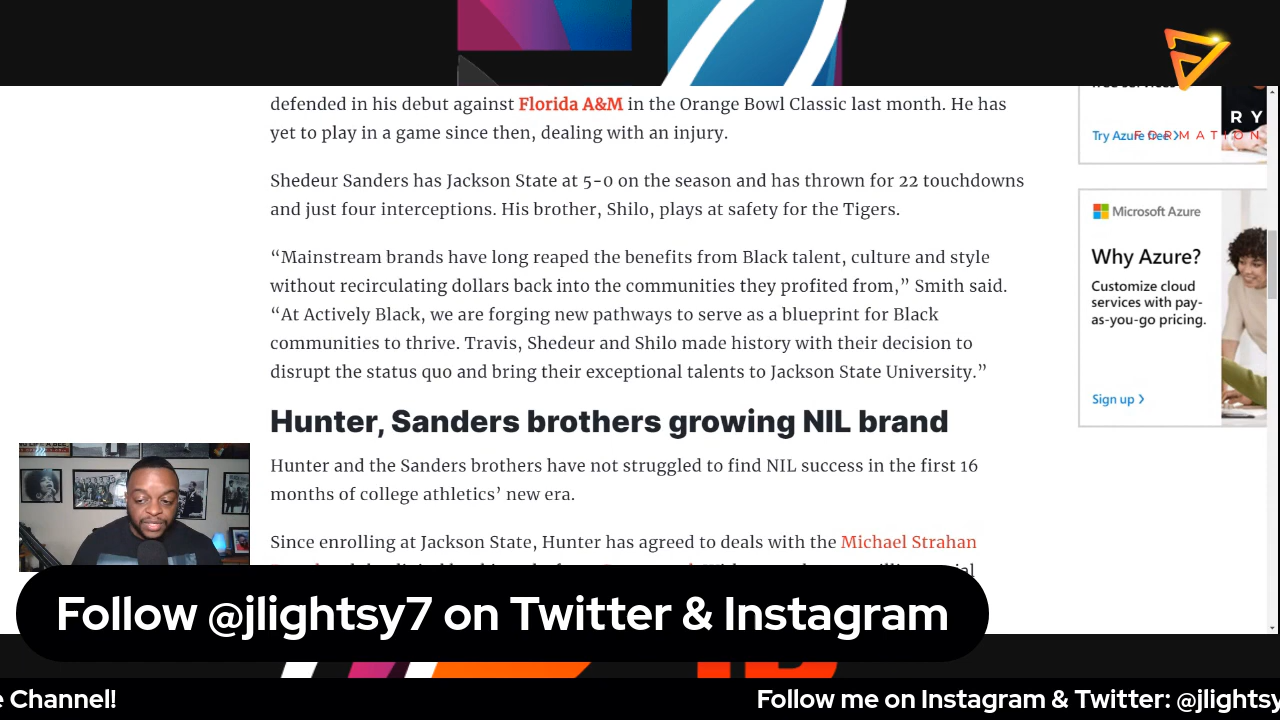 defended in his debut against Florida A&M in the Orange Bowl Classic last month. He has
yet to play in a game since then, dealing with an injury.
Shedeur Sanders has Jackson State at 5-0 on the season and has thrown for 22 touchdowns
and just four interceptions. His brother, Shilo, plays at safety for the Tigers.
“Mainstream brands have long reaped the benefits from Black talent, culture and style
without recirculating dollars back into the communities they profited from,” Smith said.
“At Actively Black, we are forging new pathways to serve as a blueprint for Black
communities to thrive. Travis, Shedeur and Shilo made history with their decision to
disrupt the status quo and bring their exceptional talents to Jackson State University.”
Hunter, Sanders brothers growing NIL brand
Hunter and the Sanders brothers have not struggled to find NIL success in the first 16
months of college athletics’ new era.
Since enrolling at Jackson State, Hunter has agreed to deals with the Michael Strahan
RY
Try Azure free >
FORMATION
Microsoft Azure
Why Azure?
Customize cloud
services with pay-
as-you-go pricing.
Sign up >
Follow @jlightsy7 on Twitter & Instagram
e Channel!
Follow me on Instagram & Twitter: @jlightsy